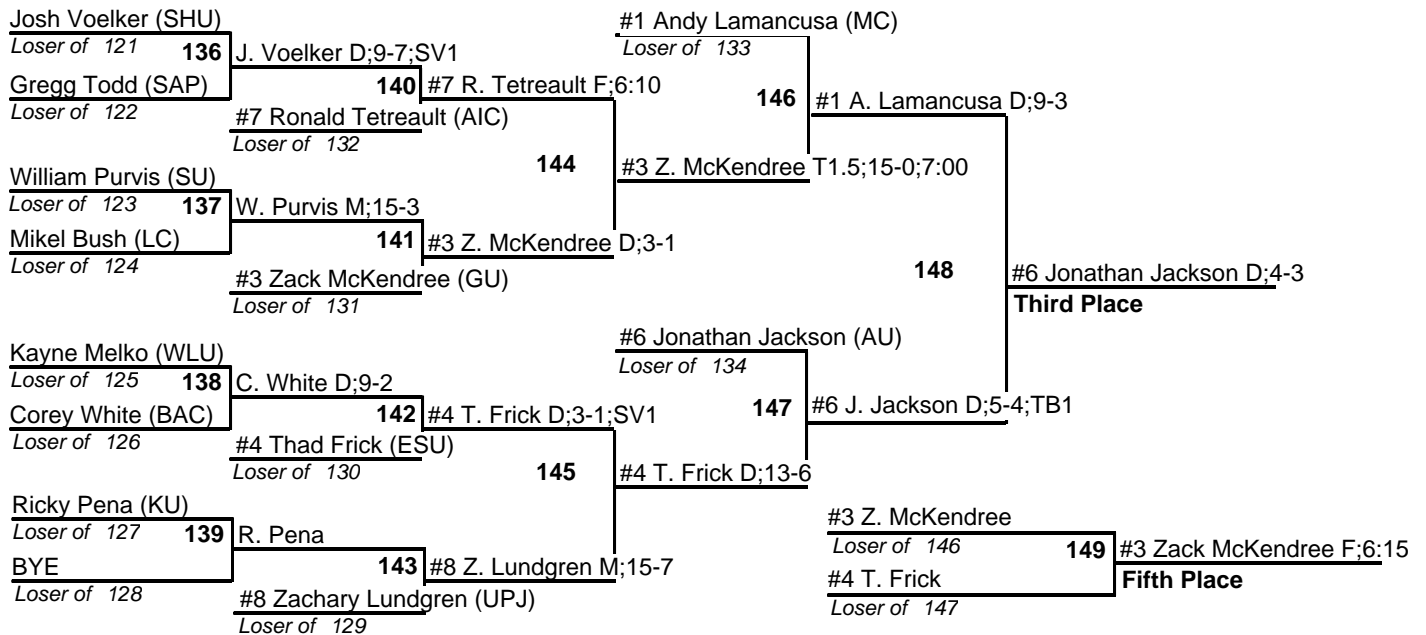 Josh Voelker (SHU)
Loser of 121
136
J. Voelker D;9-7;SV1
Gregg Todd (SAP)
Loser of 122
140
#7 R. Tetreault F;6:10
#7 Ronald Tetreault (AIC)
Loser of 132
144
#3 Z. McKendree T1.5;15-0;7:00
William Purvis (SU)
Loser of 123
137
W. Purvis M;15-3
Mikel Bush (LC)
Loser of 124
141
#3 Z. McKendree D;3-1
#3 Zack McKendree (GU)
Loser of 131
Kayne Melko (WLU)
Loser of 125
138
C. White D;9-2
Corey White (BAC)
Loser of 126
142
#4 T. Frick D;3-1;SV1
#4 Thad Frick (ESU)
Loser of 130
145
#4 T. Frick D;13-6
Ricky Pena (KU)
Loser of 127
139
R. Pena
BYE
Loser of 128
143
#8 Z. Lundgren M;15-7
#8 Zachary Lundgren (UPJ)
Loser of 129
#1 Andy Lamancusa (MC)
Loser of 133
146
#1 A. Lamancusa D;9-3
148
#6 Jonathan Jackson D;4-3
Third Place
#6 Jonathan Jackson (AU)
Loser of 134
147
#6 J. Jackson D;5-4;TB1
#3 Z. McKendree
Loser of 146
149
#3 Zack McKendree F;6:15
#4 T. Frick
Fifth Place
Loser of 147